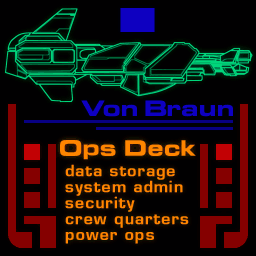 Von Braun
Ops Deck
data storage
system admin
security
crew quarters
power ops